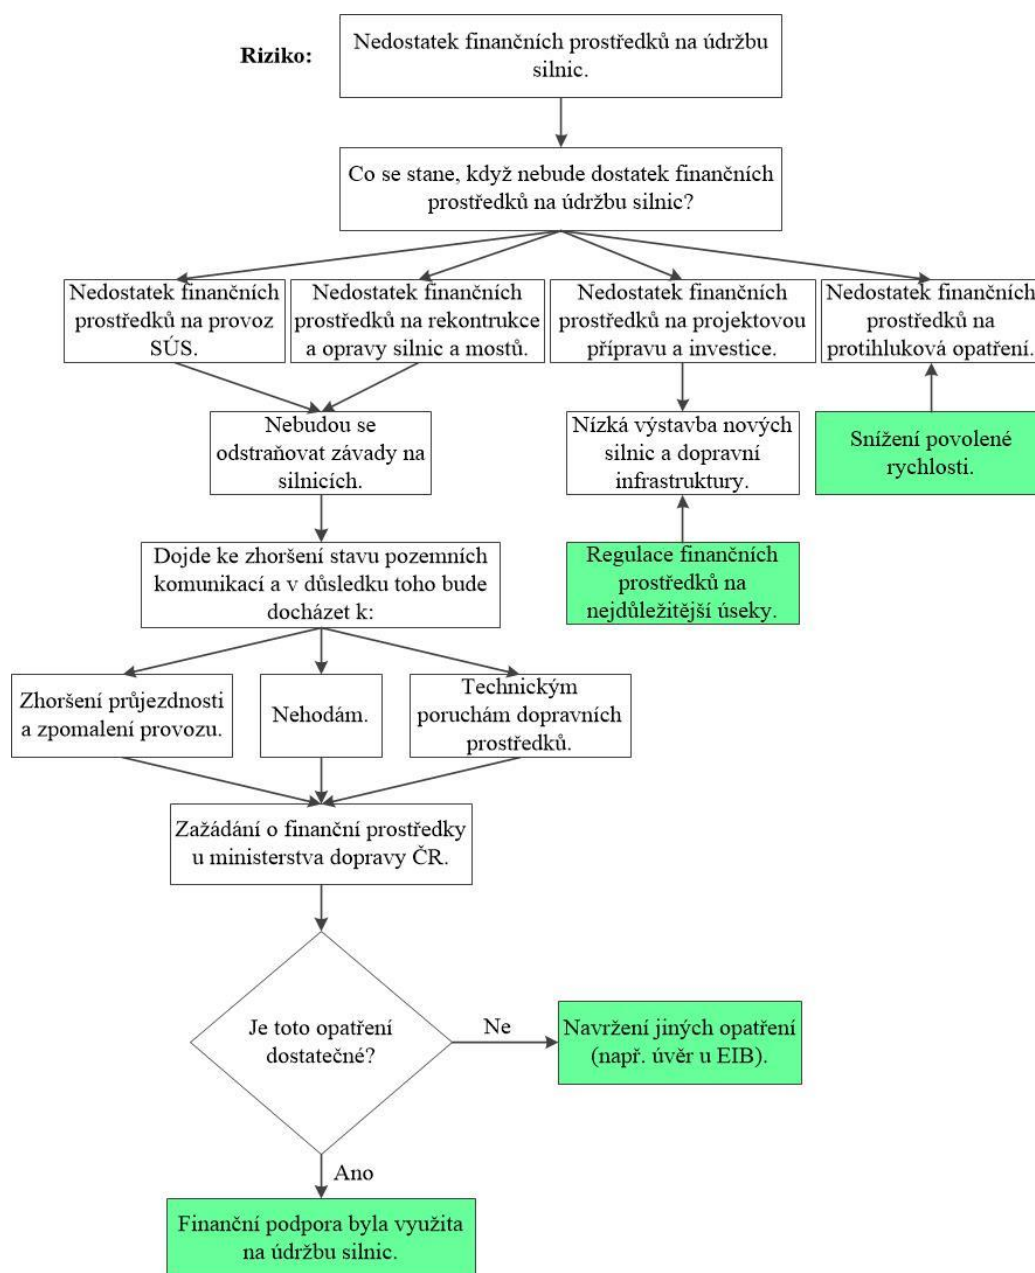 Riziko:
Nedostatek finančních prostředků na údržbu
silnic.
Co se stane, když nebude dostatek finančních
prostředků na údržbu silnic?
Nedostatek finančních
prostředků na provoz
SÚS.
Nedostatek finančních
prostředků na rekontrukce
a opravy silnic a mostů.
Nedostatek finančních
prostředků na projektovou
přípravu a investice.
Nedostatek finančních
prostředků na
protihluková opatření.
Nebudou se
odstraňovat závady na
silnicích.
Nízká výstavba nových
silnic a dopravní
infrastruktury.
Snížení povolené
rychlosti.
Dojde ke zhoršení stavu pozemních
komunikací a v důsledku toho bude
docházet k:
Regulace finančních
prostředků na
nejdůležitější úseky.
Zhoršení průjezdnosti
a zpomalení provozu.
Nehodám.
Technickým
poruchám dopravních
prostředků.
Zažádání o finanční prostředky
u ministerstva dopravy ČR.
Je toto opatření
dostatečné?
Ne
Navržení jiných opatření
(např. úvěr u EIB).
Ano
Finanční podpora byla využita
na údržbu silnic.